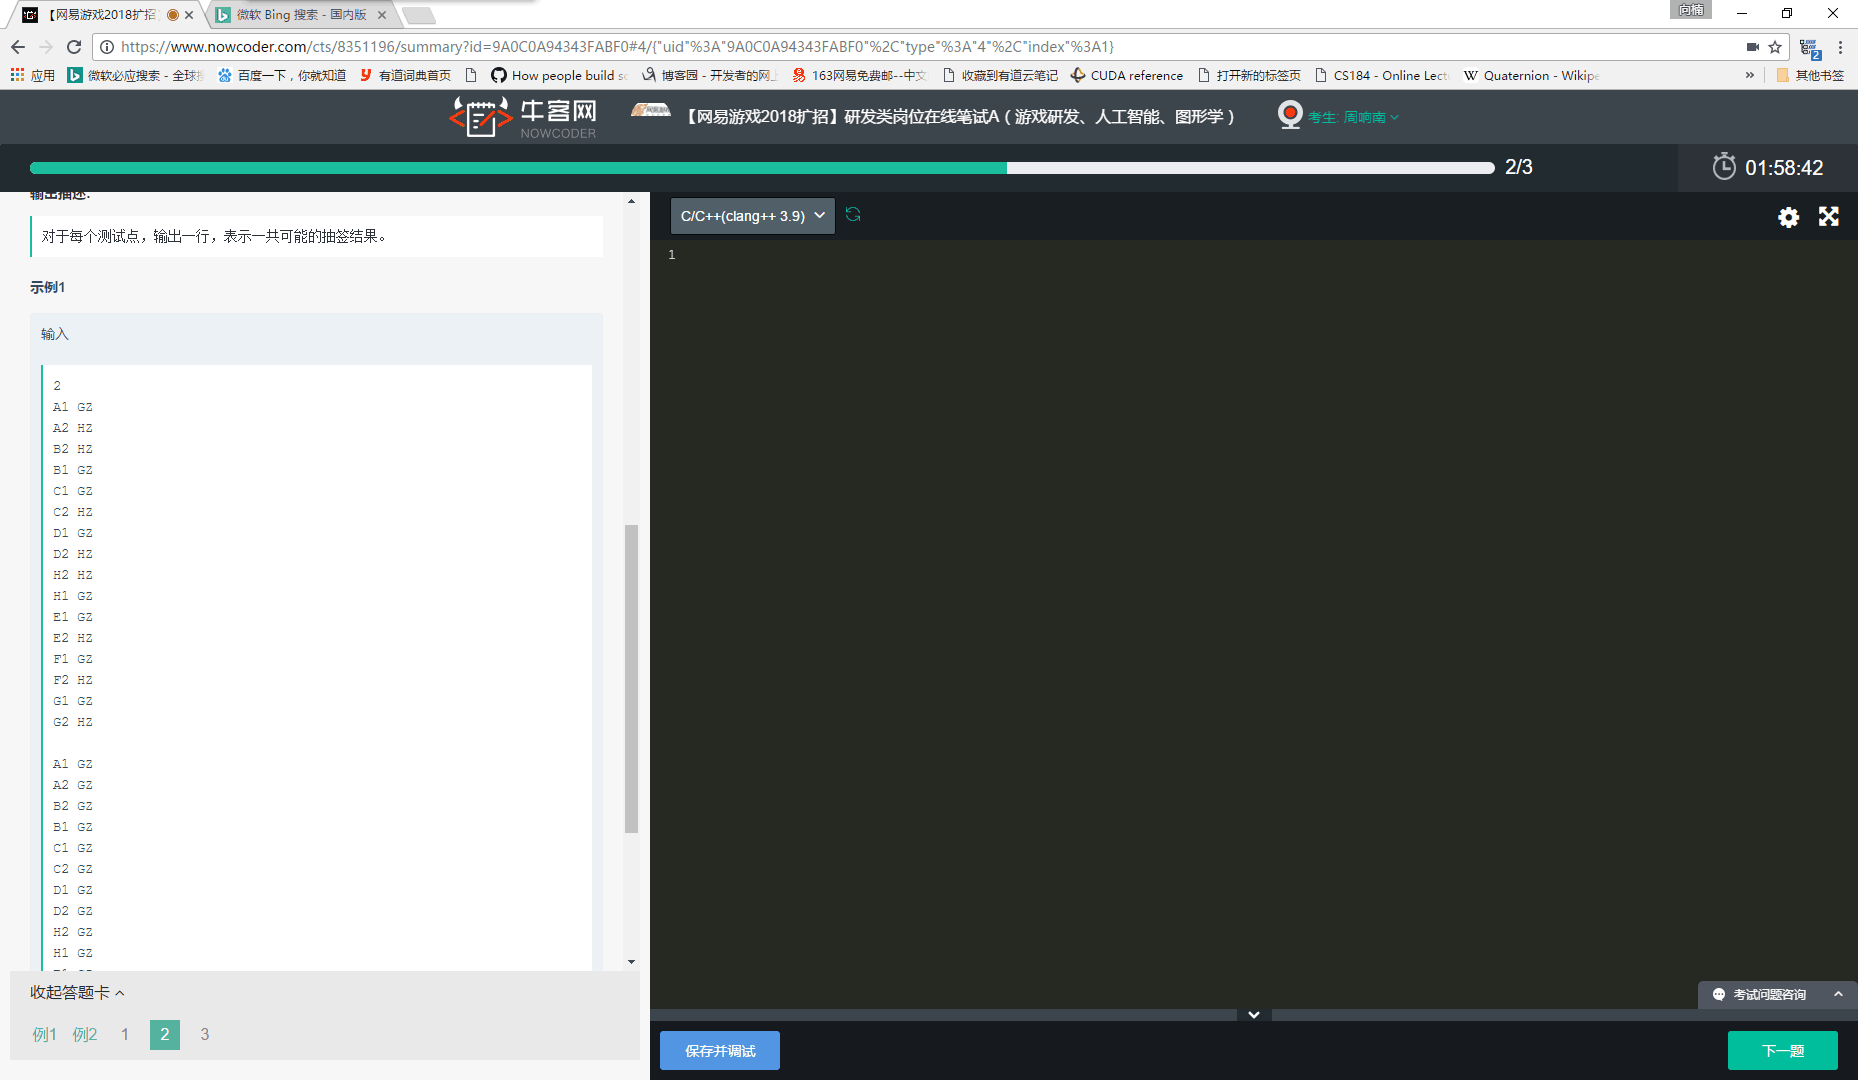 【网易游戏2018扩招
微软 Bing 搜索 - 国内版
向楠
https://www.nowcoder.com/cts/8351196/summary?id=9A0C0A94343FABF0#4/{"uid"%3A"9A0C0A94343FABF0"%2C"type"%3A"4"%2C"index"%3A1}
2
应用
微软必应搜索 - 全球
百度一下，你就知道
有道词典首页
How people build
博客园 - 开发者的网
163网易免费邮--中文
收藏到有道云笔记
CUDA reference
打开新的标签页
CS184 - Online Lect
Quaternion - Wikipe
»
其他书签
牛客网
NOWCODER
【网易游戏2018扩招】研发类岗位在线笔试A（游戏研发、人工智能、图形学）
考生: 周响南
2/3
01:58:42
输出描述:
对于每个测试点，输出一行，表示一共可能的抽签结果。
示例1
输入
2
A1 GZ
A2 HZ
B2 HZ
B1 GZ
C1 GZ
C2 HZ
D1 GZ
D2 HZ
H2 HZ
H1 GZ
E1 GZ
E2 HZ
F1 GZ
F2 HZ
G1 GZ
G2 HZ
A1 GZ
A2 GZ
B2 GZ
B1 GZ
C1 GZ
C2 GZ
D1 GZ
D2 GZ
H2 GZ
H1 GZ
收起答题卡
例1 例2 1 2 3
C/C++(clang++ 3.9)
1
考试问题咨询
保存并调试
下一题